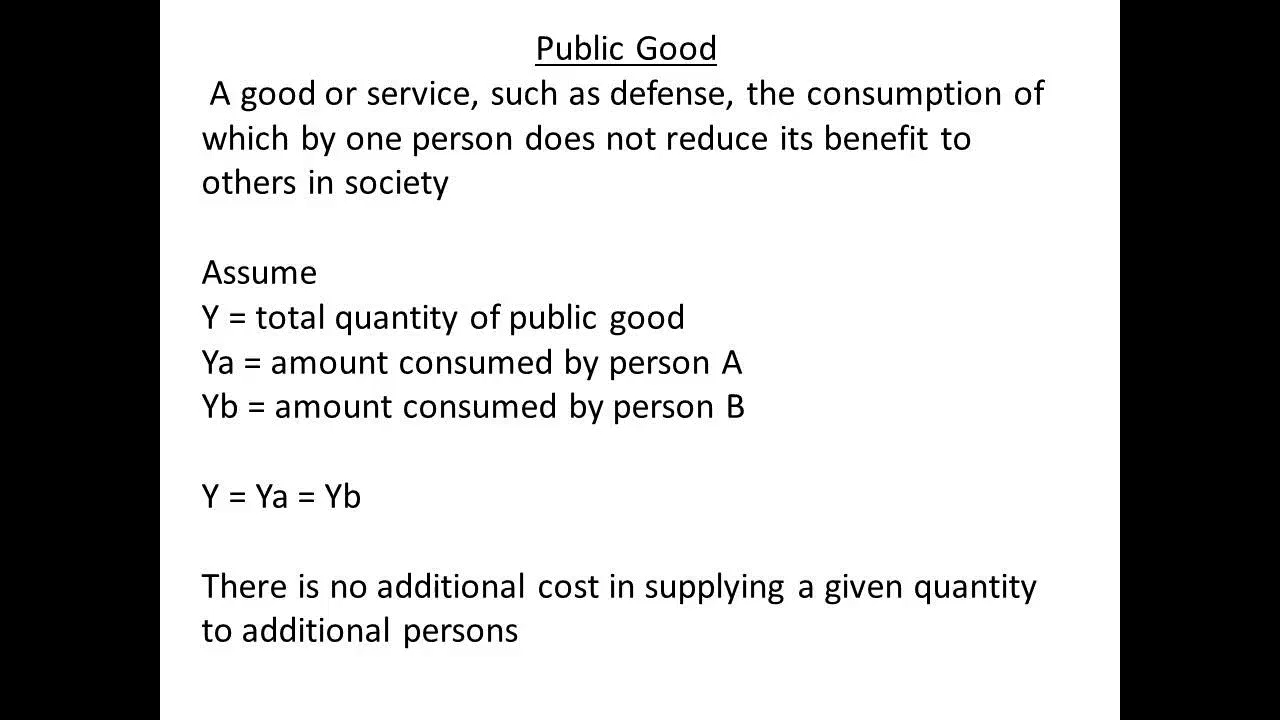 Public Good
A good or service, such as defense, the consumption of
which by one person does not reduce its benefit to
others in society
Assume
Y = total quantity of public good
Ya = amount consumed by person A
Yb = amount consumed by person B
Y = Ya = Yb
There is no additional cost in supplying a given quantity
to additional persons